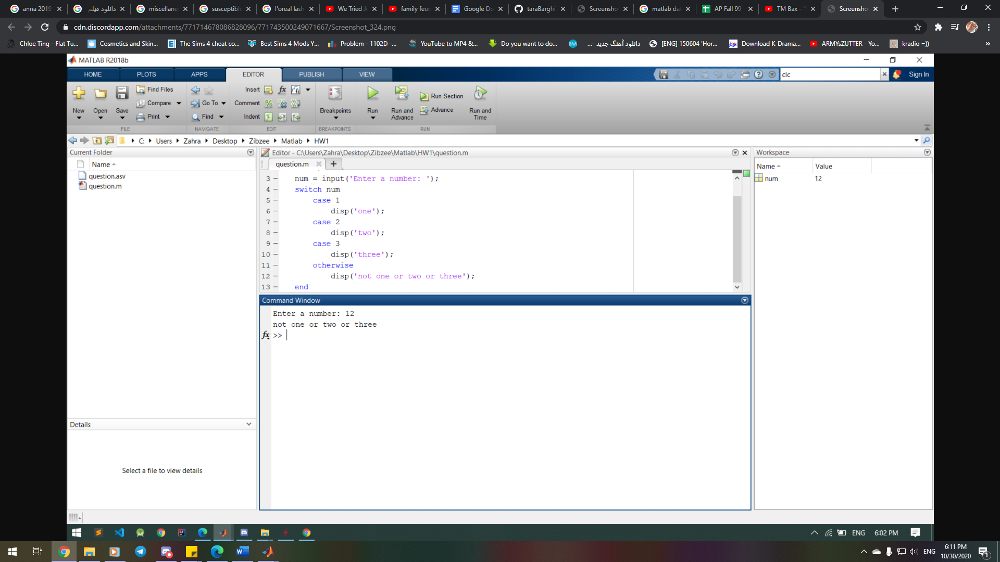 anna 2019
دانلود فیلم
miscellane
susceptible
l'oreal lash
We Tried J
family feud
Google Do
taraBarghi
Screensho
matlab dat
AP Fall 99
TM Bax - "
Screensho
cdn.discordapp.com/attachments/771714678086828096/771743500249071667/Screenshot_324.png
Chloe Ting - Flat Tu...
Cosmetics and Skin...
The Sims 4 cheat co...
Best Sims 4 Mods Y...
Problem - 1102D -...
YouTube to MP4 &...
Do you want to do...
دانلود آهنگ جدید -...
[ENG] 150604 'Hor...
Download K-Drama...
ARMYsZUTTER - Yo...
kradio =))
»
MATLAB R2018b
HOME PLOTS APPS EDITOR PUBLISH VIEW
clc
Sign In
New
Open
Save
Find Files
Compare
Print
FILE
Go To
Find
NAVIGATE
Insert
Comment
Indent
EDIT
Breakpoints
BREAKPOINTS
Run
Run and
Advance
Run Section
Advance
Run and
Time
RUN
C: Users Zahra Desktop Zibzee Matlab HW1
Current Folder
Name
question.asv
question.m
Details
Select a file to view details
Editor - C:\Users\Zahra\Desktop\Zibzee\Matlab\HW1\question.m
question.m
3 – num = input('Enter a number: ');
4 – switch num
5 – case 1
6 – disp('one');
7 – case 2
8 – disp('two');
9 – case 3
10 – disp('three');
11 – otherwise
12 – disp('not one or two or three');
13 – end
Command Window
Enter a number: 12
not one or two or three
fx >>
Workspace
Name Value
num 12
ENG 6:02 PM
ENG
6:11 PM
10/30/2020
1